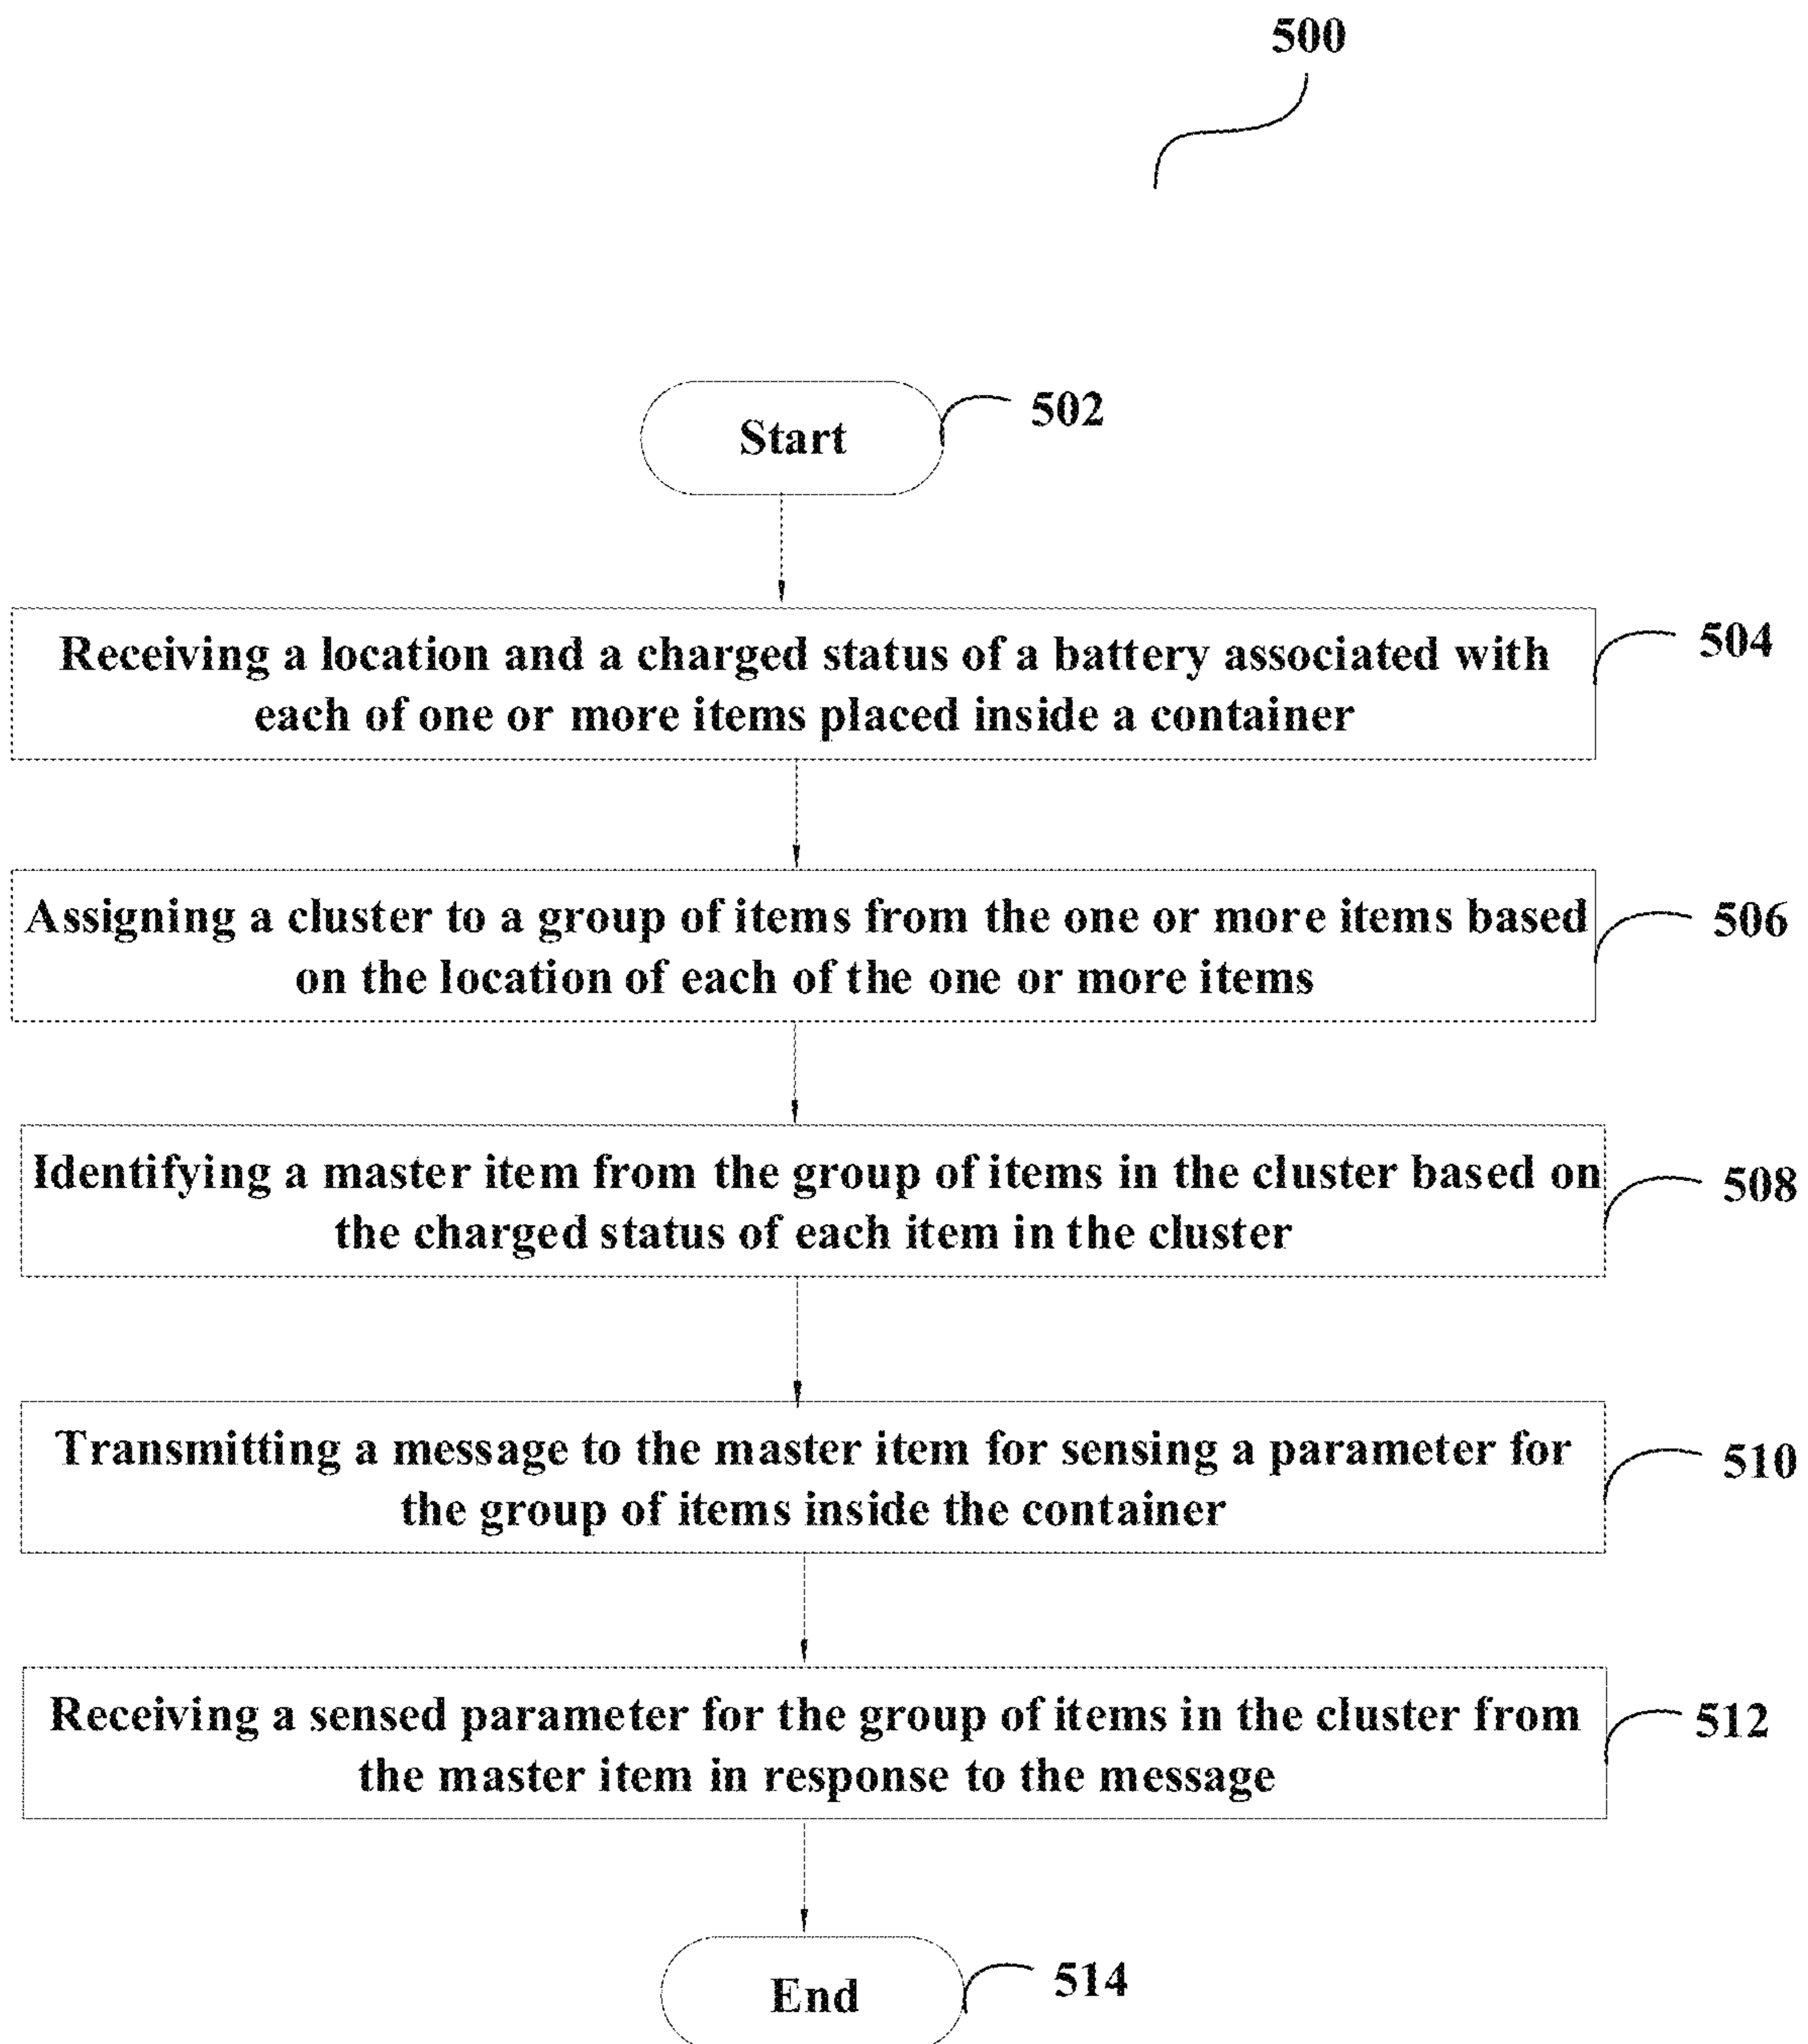 500
Start
502
Receiving a location and a charged status of a battery associated with
each of one or more items placed inside a container
504
Assigning a cluster to a group of items from the one or more items based
on the location of each of the one or more items
506
Identifying a master item from the group of items in the cluster based on
the charged status of each item in the cluster
508
Transmitting a message to the master item for sensing a parameter for
the group of items inside the container
510
Receiving a sensed parameter for the group of items in the cluster from
the master item in response to the message
512
End
514